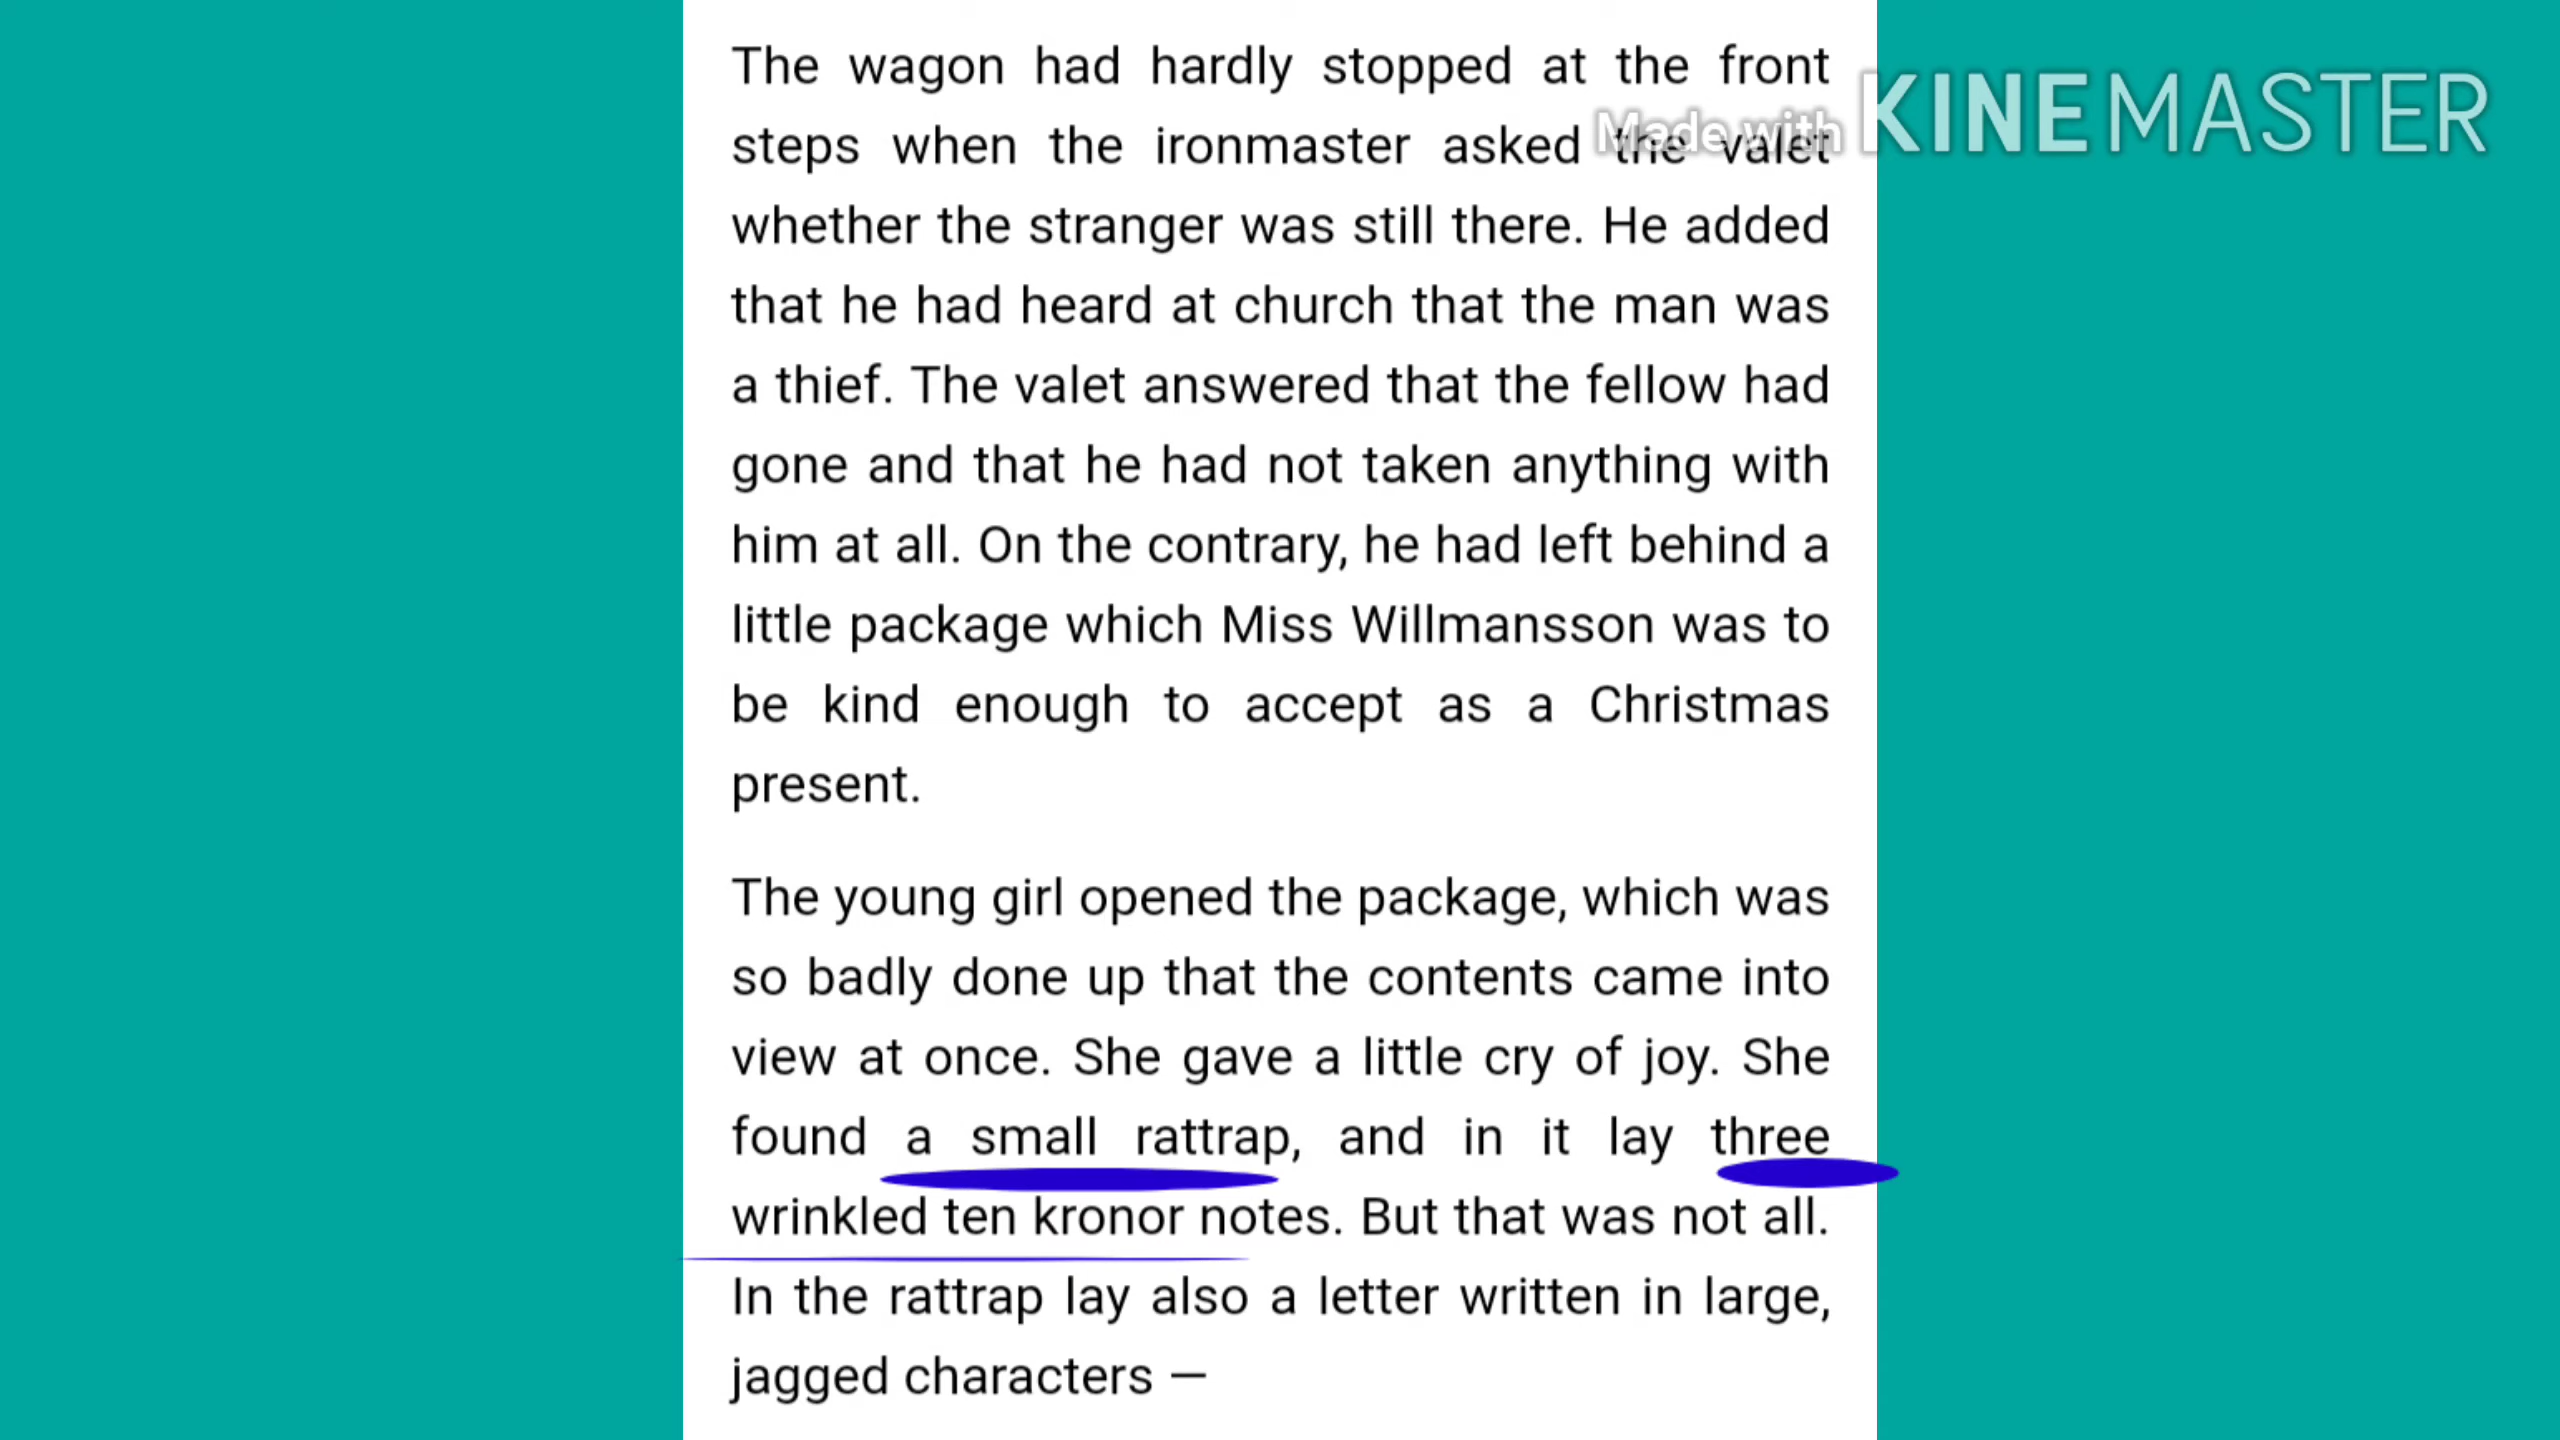 The wagon had hardly stopped at the front
steps when the ironmaster asked the valet
Made with KINEMASTER
whether the stranger was still there. He added
that he had heard at church that the man was
a thief. The valet answered that the fellow had
gone and that he had not taken anything with
him at all. On the contrary, he had left behind a
little package which Miss Willmansson was to
be kind enough to accept as a Christmas
present.
The young girl opened the package, which was
so badly done up that the contents came into
view at once. She gave a little cry of joy. She
found a small rattrap, and in it lay three
wrinkled ten kronor notes. But that was not all.
In the rattrap lay also a letter written in large,
jagged characters —